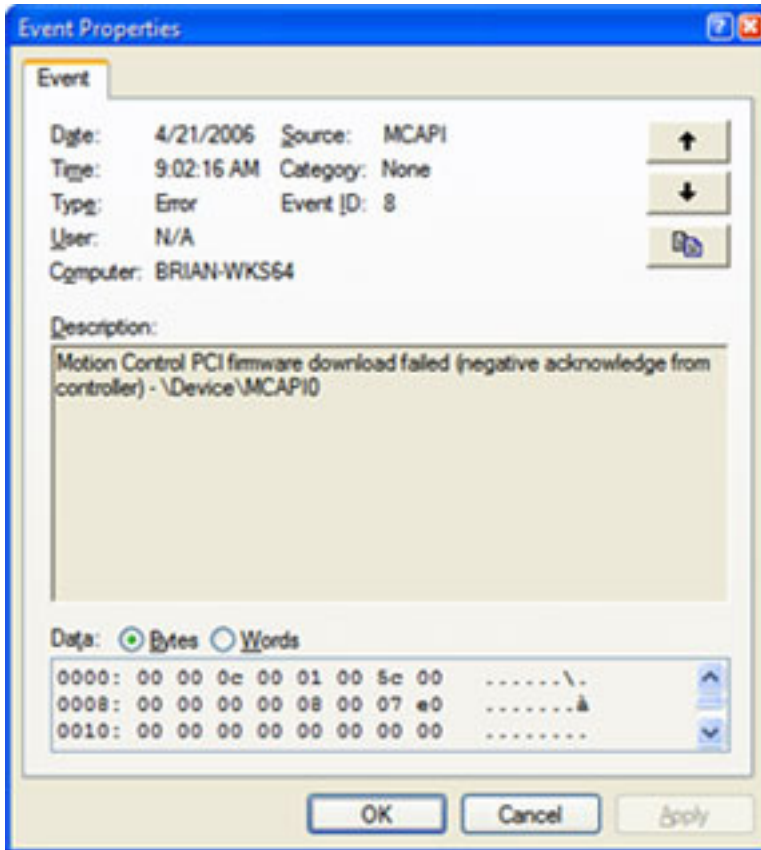 Event Properties
Event
Date: 4/21/2006 Source: MCAPI
Time: 9:02:16 AM Category: None
Type: Error Event ID: 8
User: N/A
Computer: BRIAN-WKS64
Description:
Motion Control PCI firmware download failed (negative acknowledge from
controller) - \Device\MCAPI0
Data: Bytes Words
0000: 00 00 0c 00 01 00 5c 00 ......\.
0008: 00 00 00 00 08 00 07 e0 .......à
0010: 00 00 00 00 00 00 00 00 ........
OK Cancel Apply